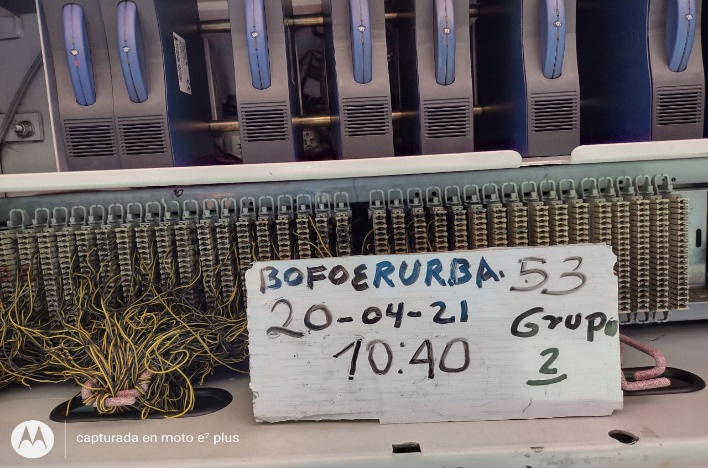 BOFOERURBA. 53
20-04-21 Grupo
10:40 2
capturada en moto e⁷ plus